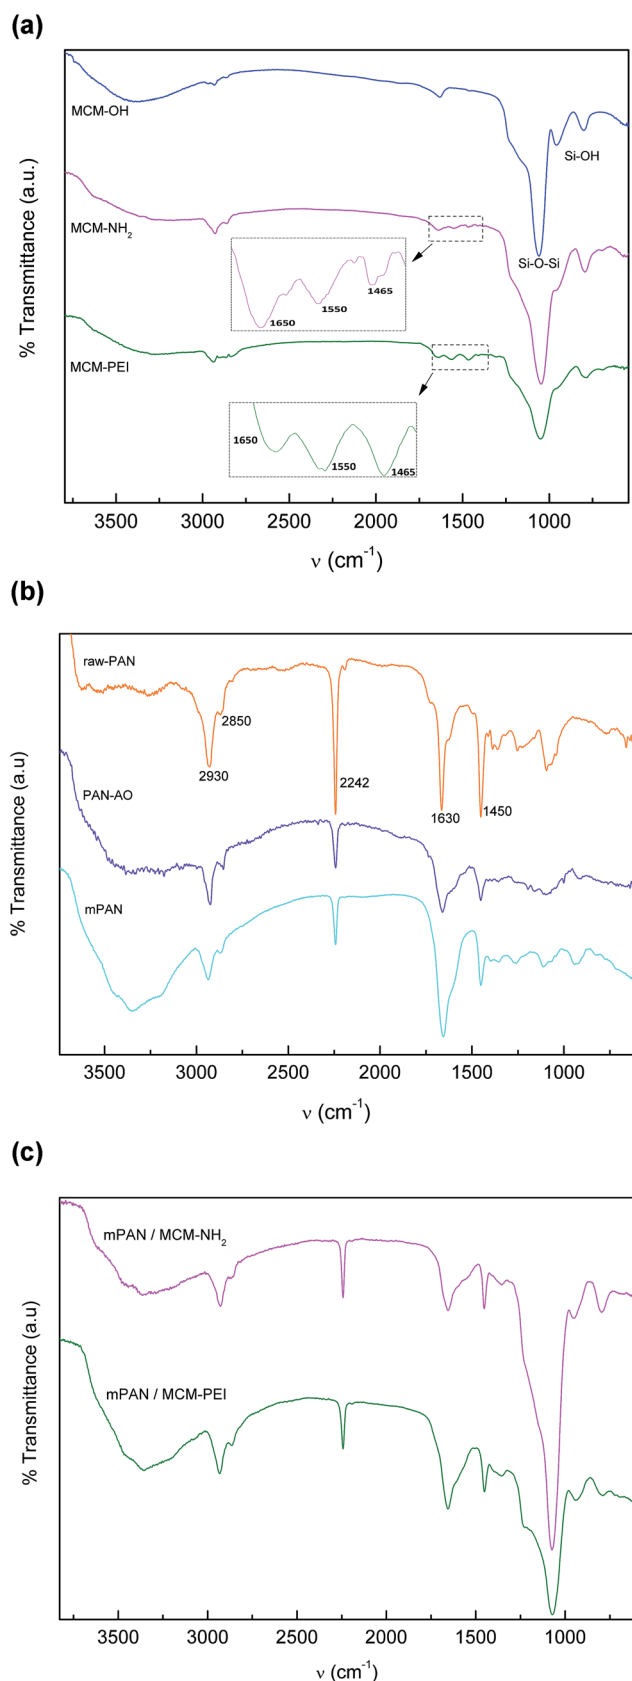 (a)
MCM-OH
Si-OH
MCM-NH₂
Si-O-Si
1650
1550
1465
MCM-PEI
1650
1550
1465
% Transmittance (a.u.)
3500 3000 2500 2000 1500 1000
ν (cm⁻¹)
(b)
raw-PAN
2850
2930
2242
1630
1450
PAN-AO
mPAN
% Transmittance (a.u)
3500 3000 2500 2000 1500 1000
ν (cm⁻¹)
(c)
mPAN / MCM-NH₂
mPAN / MCM-PEI
% Transmittance (a.u)
3500 3000 2500 2000 1500 1000
ν (cm⁻¹)